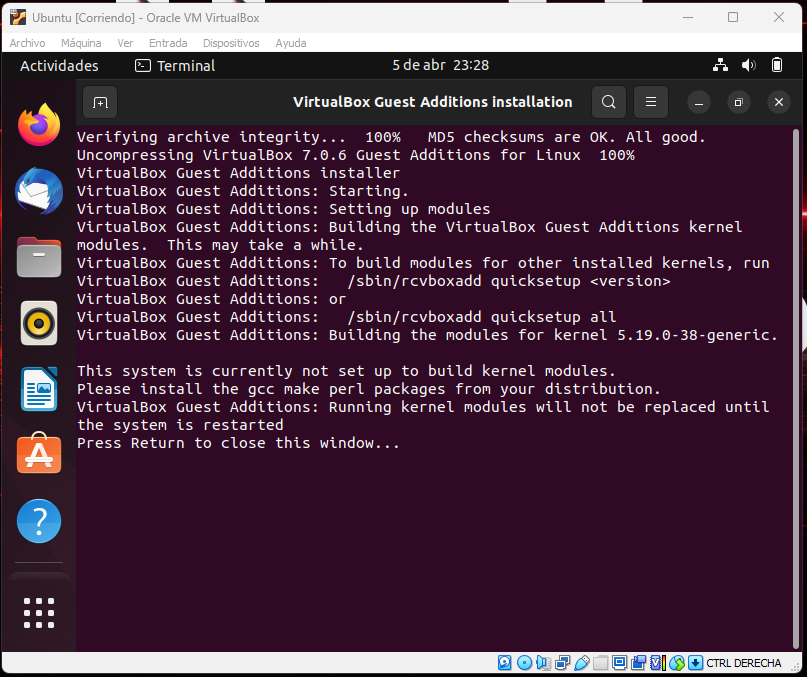 Ubuntu [Corriendo] - Oracle VM VirtualBox
Archivo Máquina Ver Entrada Dispositivos Ayuda
Actividades Terminal 5 de abr 23:28
VirtualBox Guest Additions installation
Verifying archive integrity...  100%   MD5 checksums are OK. All good.
Uncompressing VirtualBox 7.0.6 Guest Additions for Linux  100%
VirtualBox Guest Additions installer
VirtualBox Guest Additions: Starting.
VirtualBox Guest Additions: Setting up modules
VirtualBox Guest Additions: Building the VirtualBox Guest Additions kernel
modules.  This may take a while.
VirtualBox Guest Additions: To build modules for other installed kernels, run
VirtualBox Guest Additions:   /sbin/rcvboxadd quicksetup <version>
VirtualBox Guest Additions: or
VirtualBox Guest Additions:   /sbin/rcvboxadd quicksetup all
VirtualBox Guest Additions: Building the modules for kernel 5.19.0-38-generic.
This system is currently not set up to build kernel modules.
Please install the gcc make perl packages from your distribution.
VirtualBox Guest Additions: Running kernel modules will not be replaced until
the system is restarted
Press Return to close this window...
CTRL DERECHA